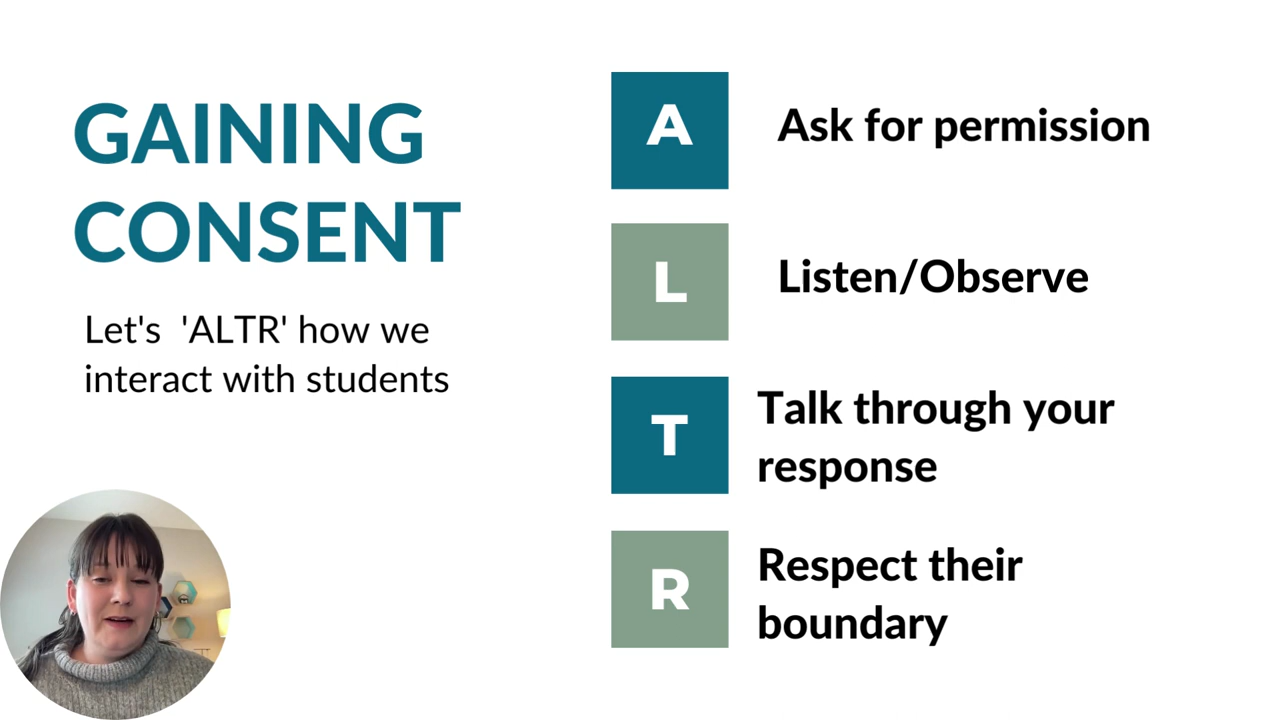 GAINING
CONSENT
Let's 'ALTR' how we
interact with students
A
Ask for permission
L
Listen/Observe
T
Talk through your
response
R
Respect their
boundary